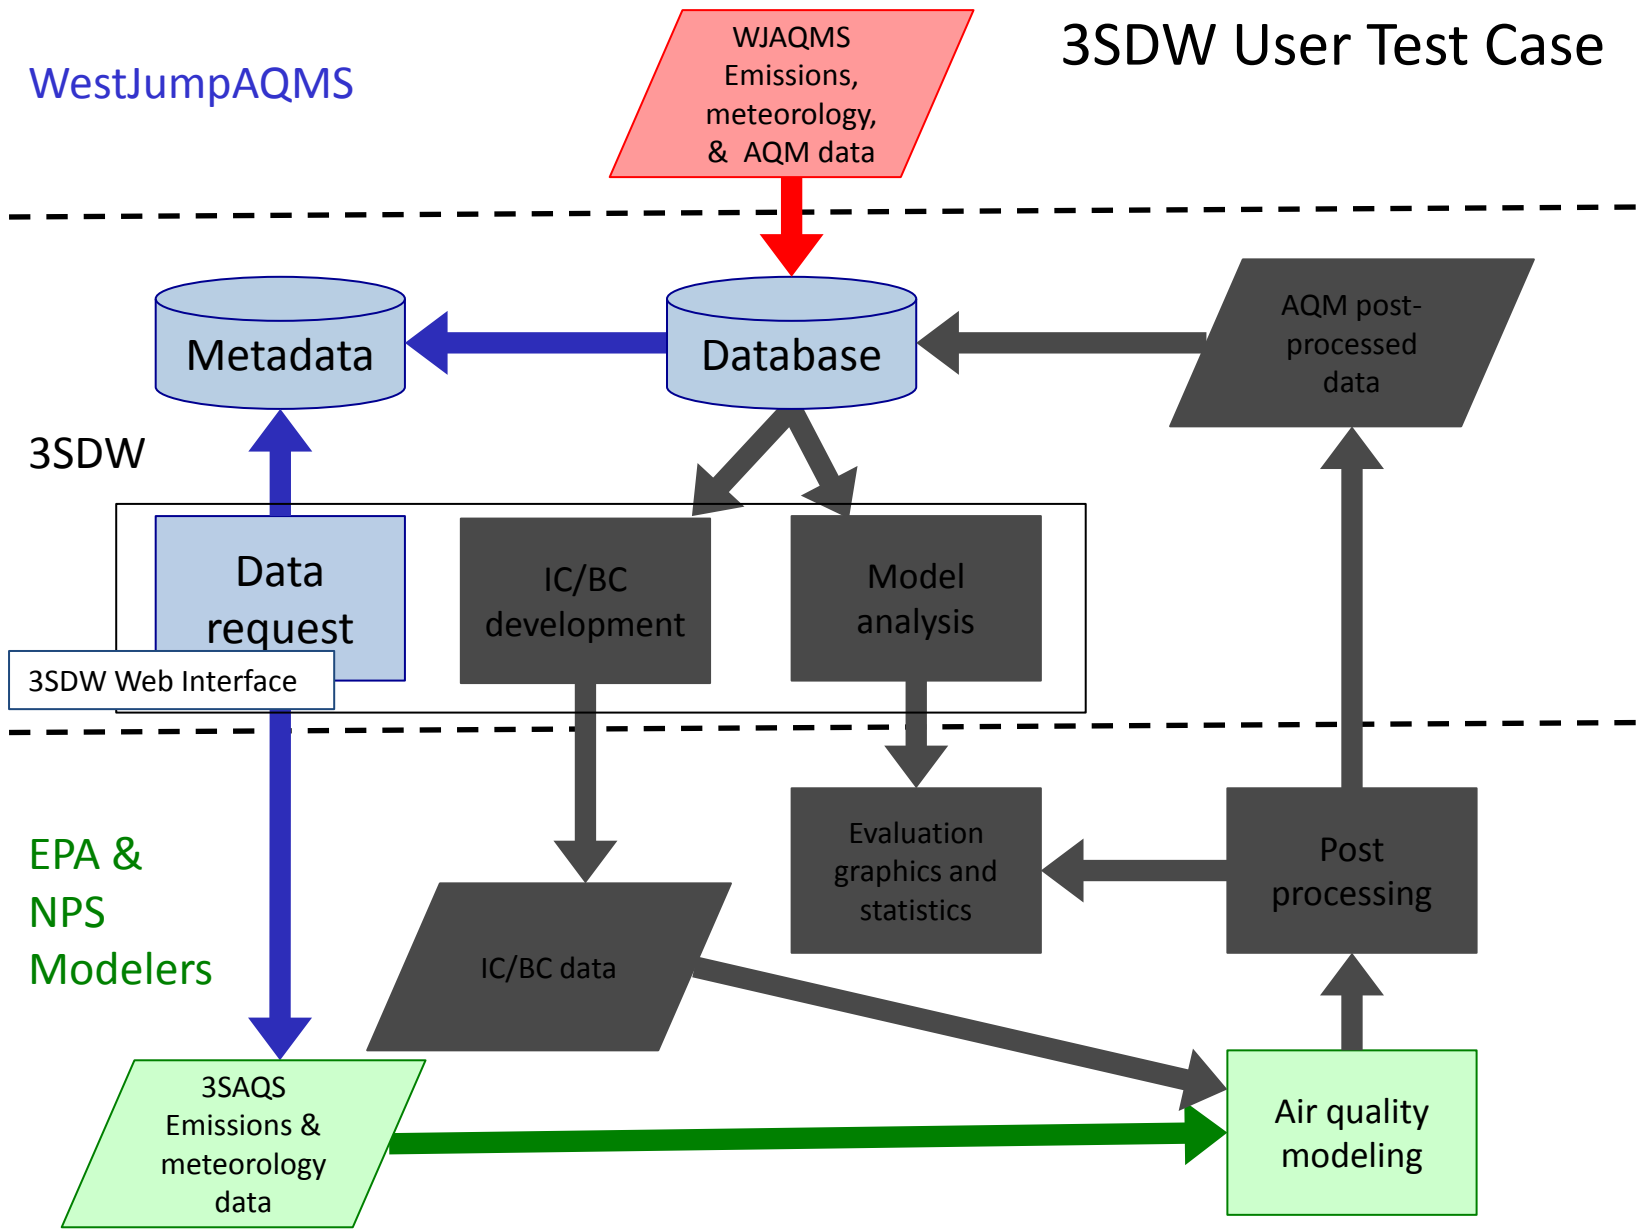 3SDW User Test Case
WestJumpAQMS
WJAQMS
Emissions,
meteorology,
& AQM data
Metadata
Database
AQM post-
processed
data
3SDW
Data
request
IC/BC
development
Model
analysis
3SDW Web Interface
EPA &
NPS
Modelers
Evaluation
graphics and
statistics
Post
processing
IC/BC data
3SAQS
Emissions &
meteorology
data
Air quality
modeling